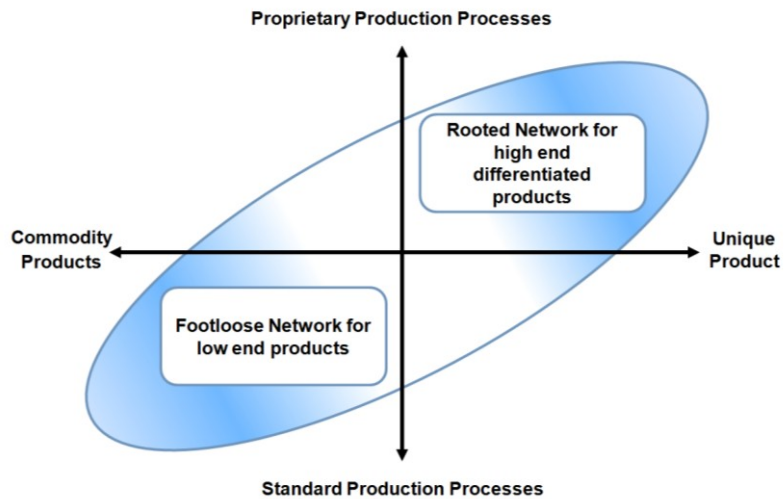 Proprietary Production Processes
Rooted Network for
high end
differentiated
products
Commodity
Products
Unique
Product
Footloose Network for
low end products
Standard Production Processes